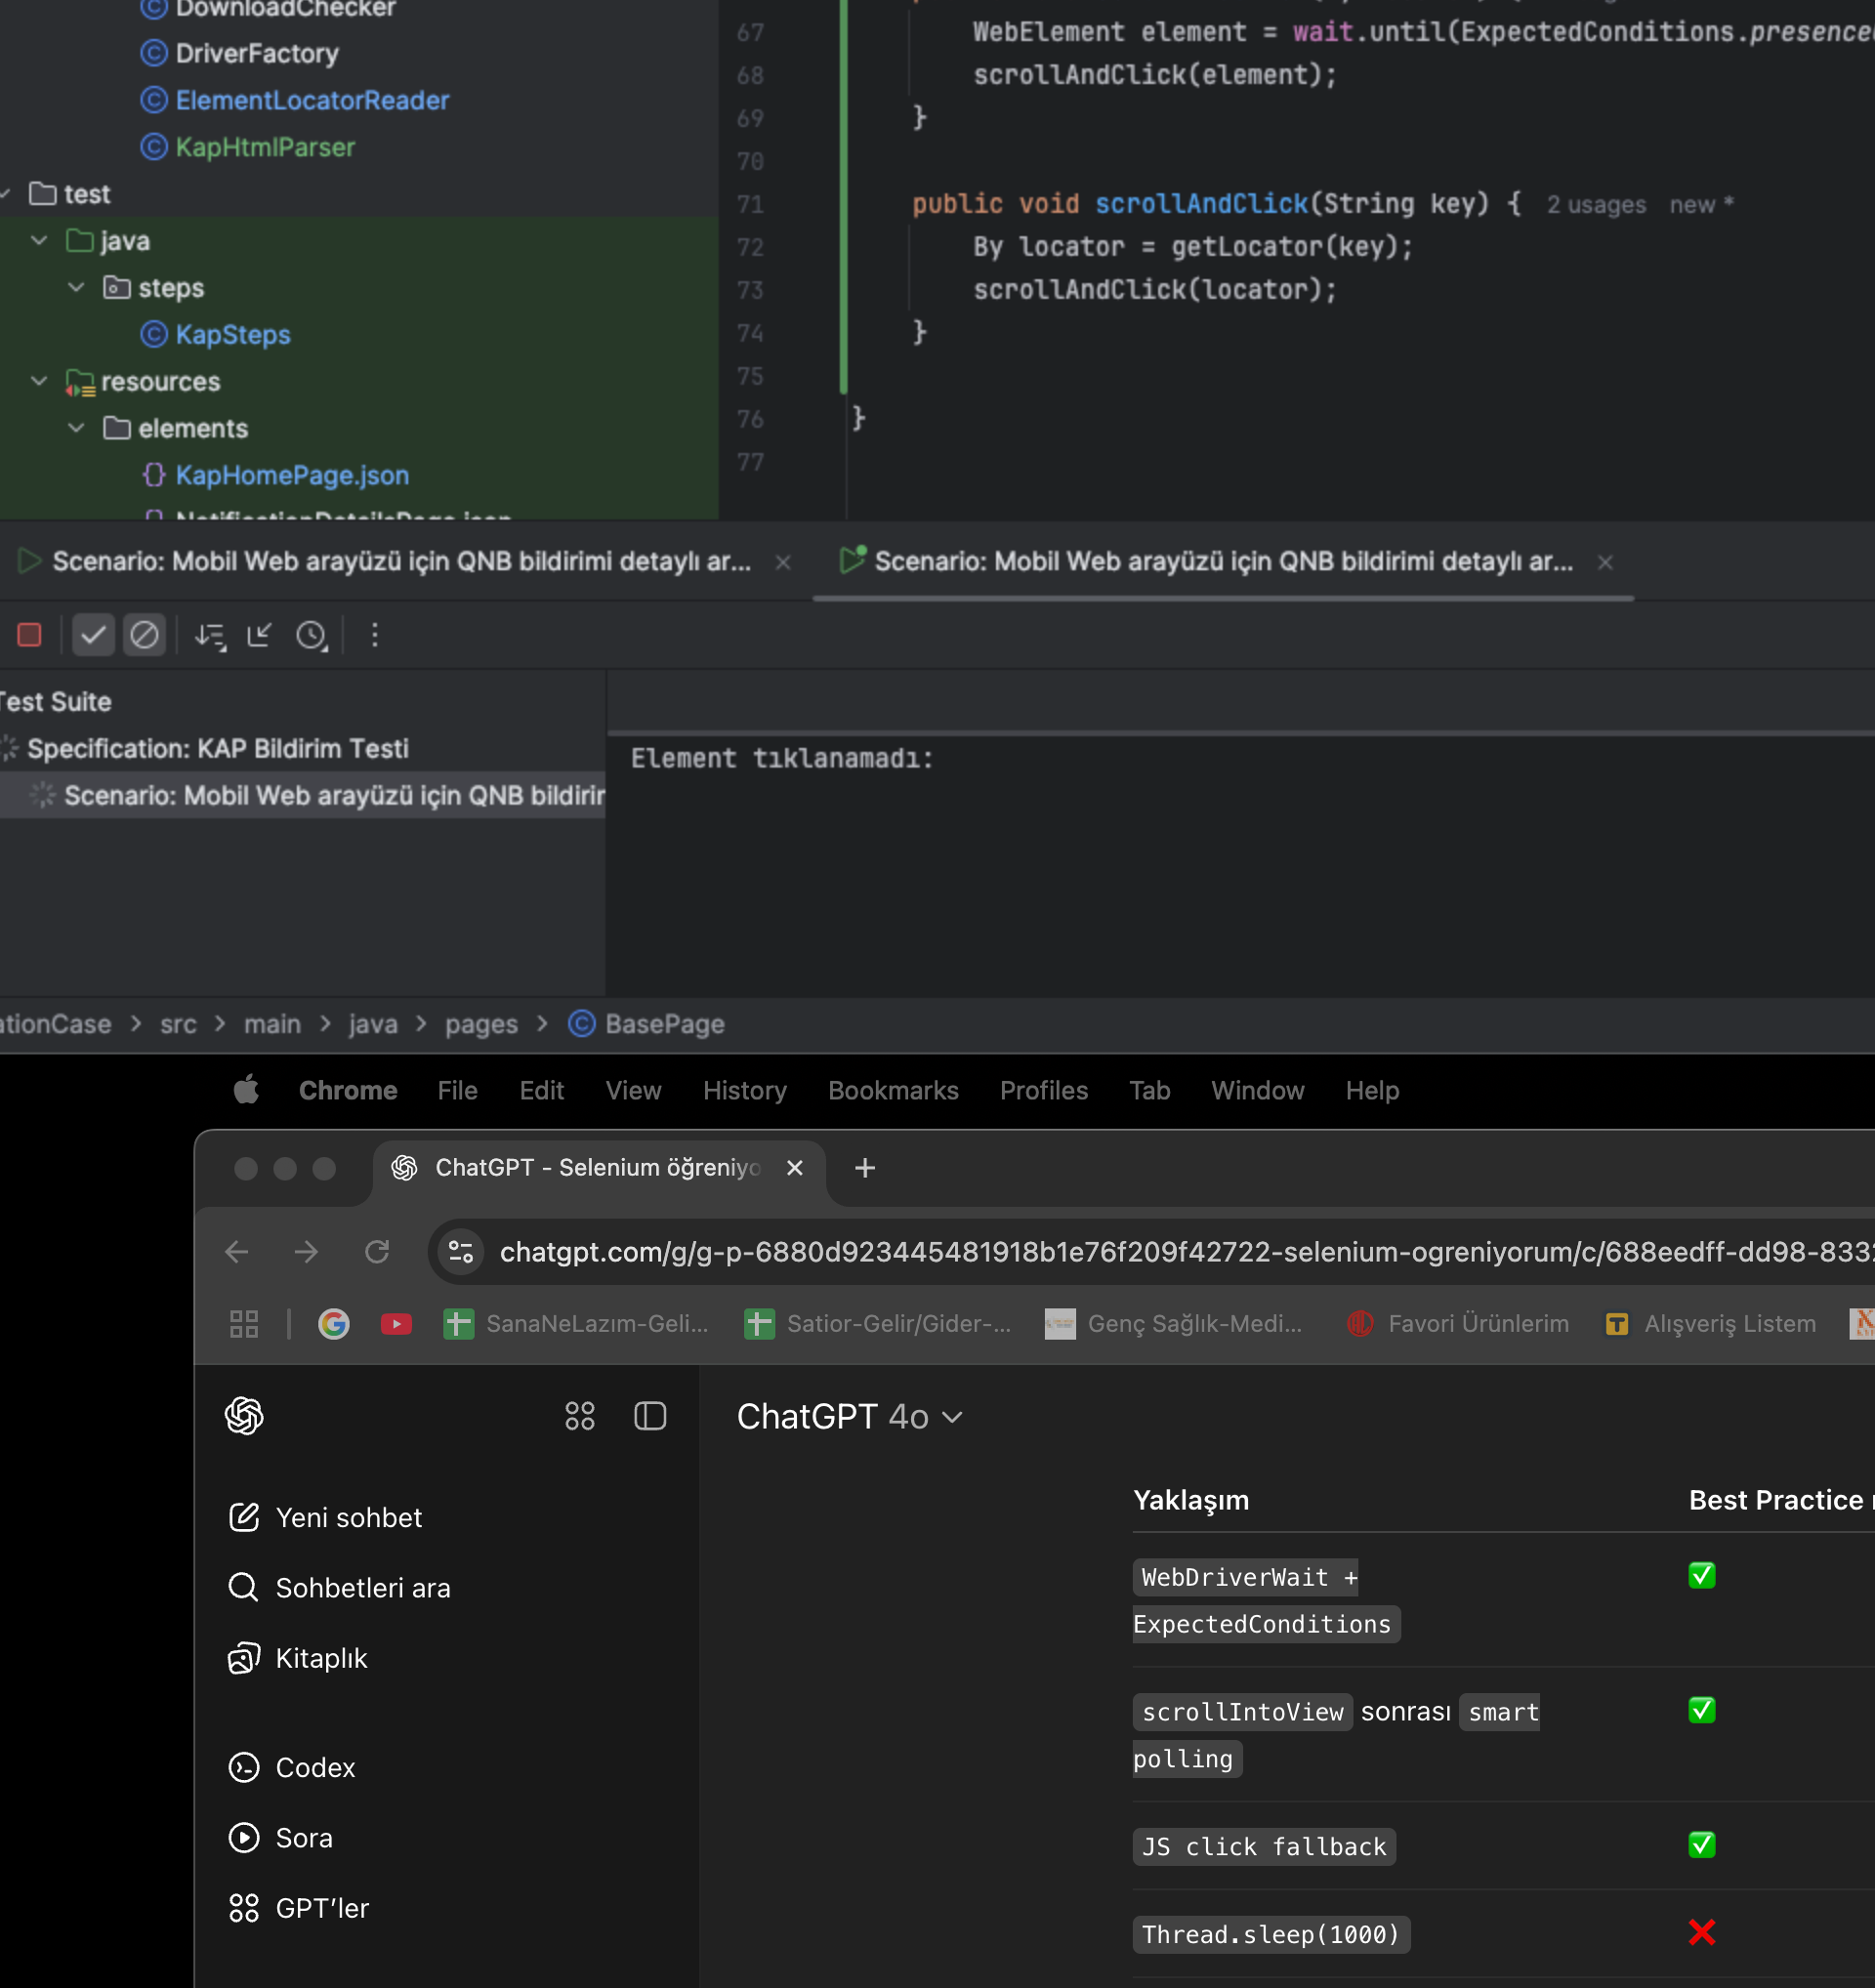 DownloadChecker
DriverFactory
ElementLocatorReader
KapHtmlParser
test
java
steps
KapSteps
resources
elements
KapHomePage.json
NotificationDetailsPage.json
67 WebElement element = wait.until(ExpectedConditions.presence
68 scrollAndClick(element);
69 }
70
71 public void scrollAndClick(String key) { 2 usages new *
72 By locator = getLocator(key);
73 scrollAndClick(locator);
74 }
75
76 }
77
Scenario: Mobil Web arayüzü için QNB bildirimi detaylı ar... ×
Scenario: Mobil Web arayüzü için QNB bildirimi detaylı ar... ×
Test Suite
Specification: KAP Bildirim Testi
Scenario: Mobil Web arayüzü için QNB bildirir
Element tıklanamadı:
ationCase > src > main > java > pages > BasePage
Chrome File Edit View History Bookmarks Profiles Tab Window Help
ChatGPT - Selenium öğreniyo
chatgpt.com/g/g-p-6880d923445481918b1e76f209f42722-selenium-ogreniyorum/c/688eedff-dd98-833
SanaNeLazım-Geli... Satior-Gelir/Gider-... Genç Sağlık-Medi... Favori Ürünlerim Alışveriş Listem
ChatGPT 4o
Yeni sohbet
Sohbetleri ara
Kitaplık
Codex
Sora
GPT'ler
Yaklaşım Best Practice
WebDriverWait +
ExpectedConditions
scrollIntoView sonrası smart
polling
JS click fallback
Thread.sleep(1000)